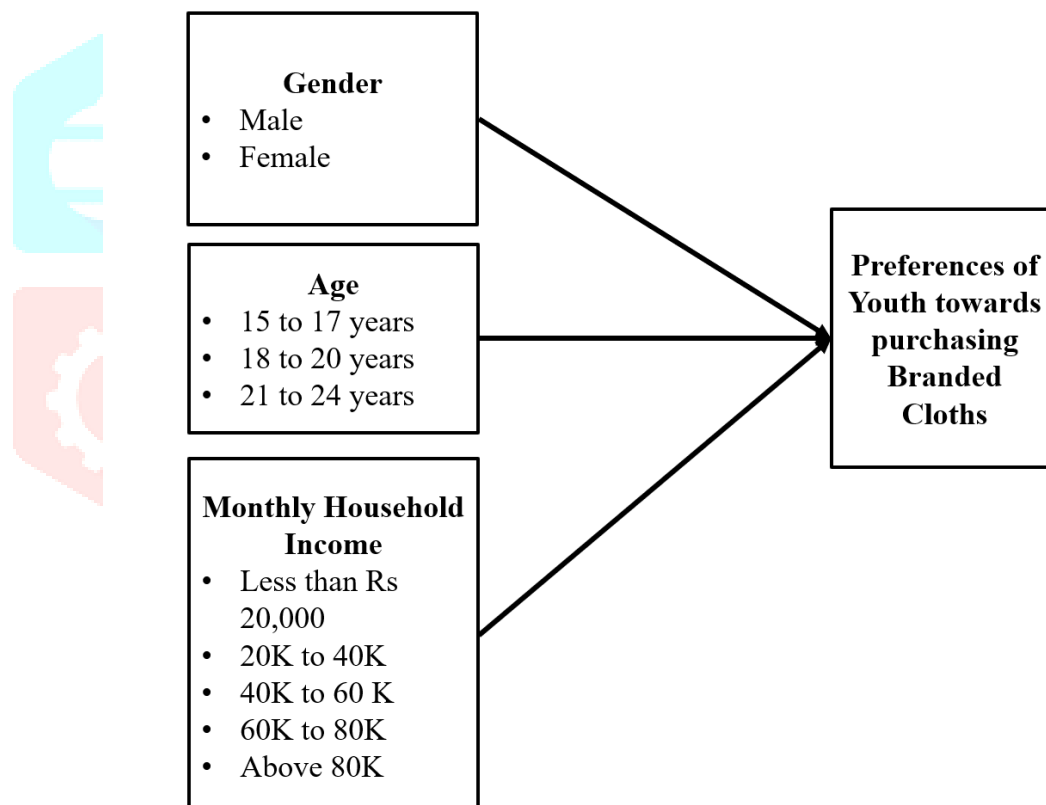 Gender
• Male
• Female
Age
• 15 to 17 years
• 18 to 20 years
• 21 to 24 years
Monthly Household
Income
• Less than Rs
20,000
• 20K to 40K
• 40K to 60 K
• 60K to 80K
• Above 80K
Preferences of
Youth towards
purchasing
Branded
Cloths